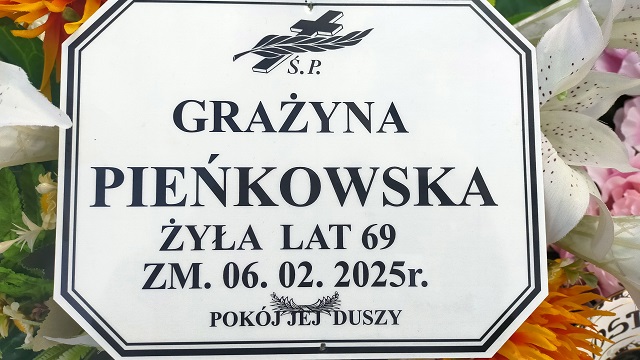 Ś.P.
GRAŻYNA
PIEŃKOWSKA
ŻYŁA LAT 69
ZM. 06. 02. 2025r.
POKÓJ JEJ DUSZY